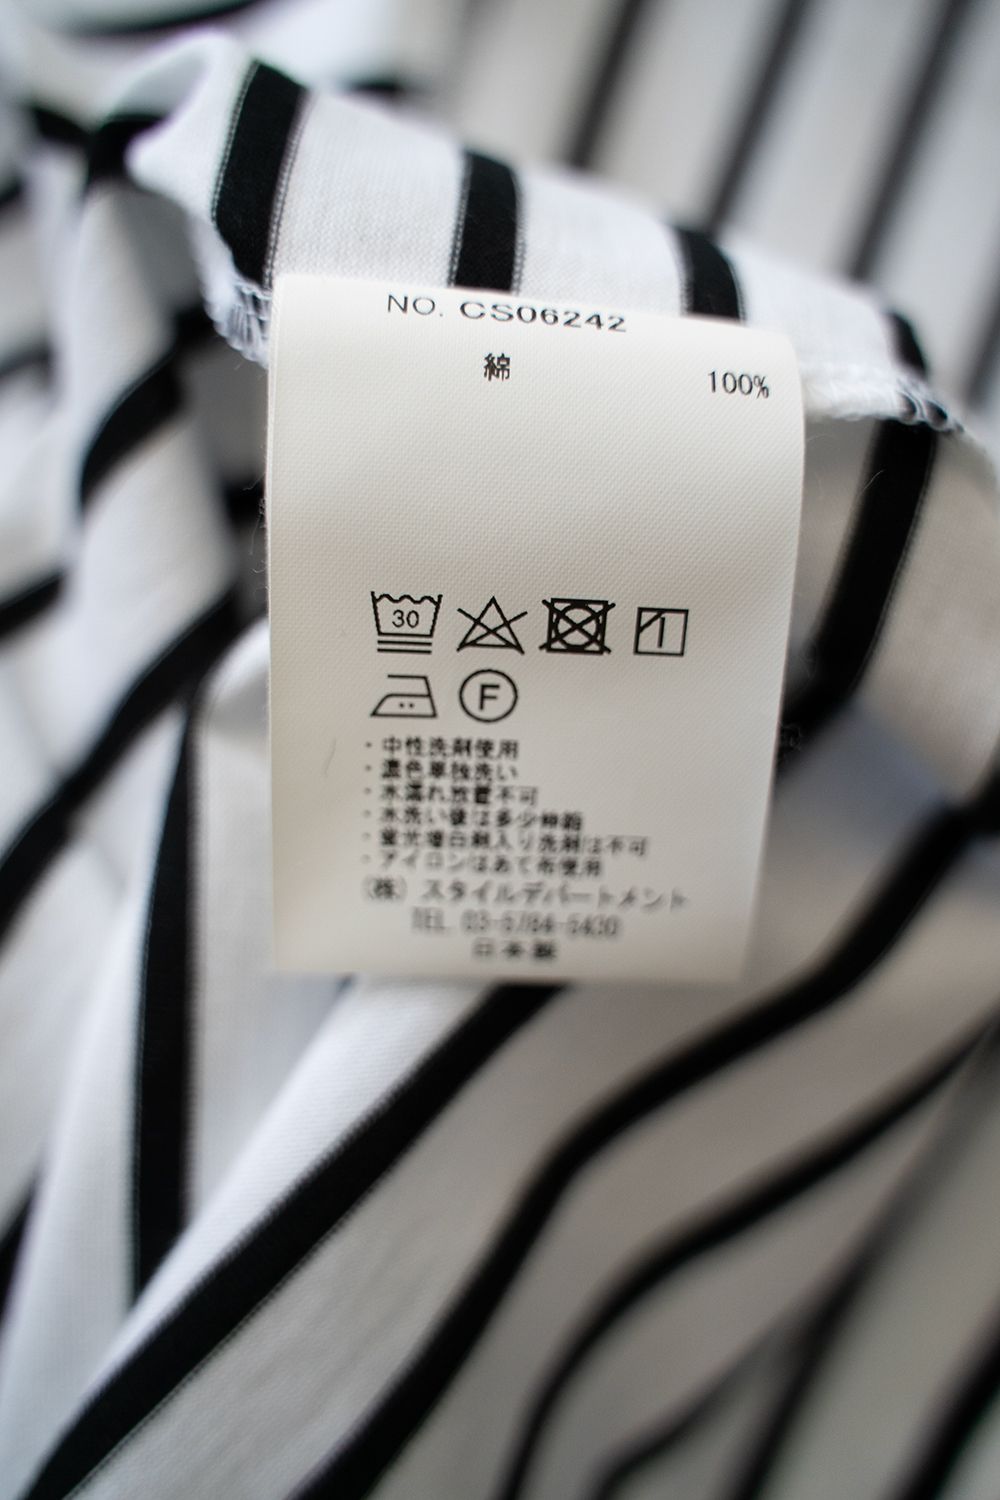 NO. CS06242
綿 100%
30
F
・中性洗剤使用
・濃色単独洗い
・水濡れ放置不可
・水洗い後は多少伸縮
・蛍光増白剤入り洗剤は不可
・アイロンはあて布使用
(株) スタイルデパートメント
TEL 03-5784-5430
日本製